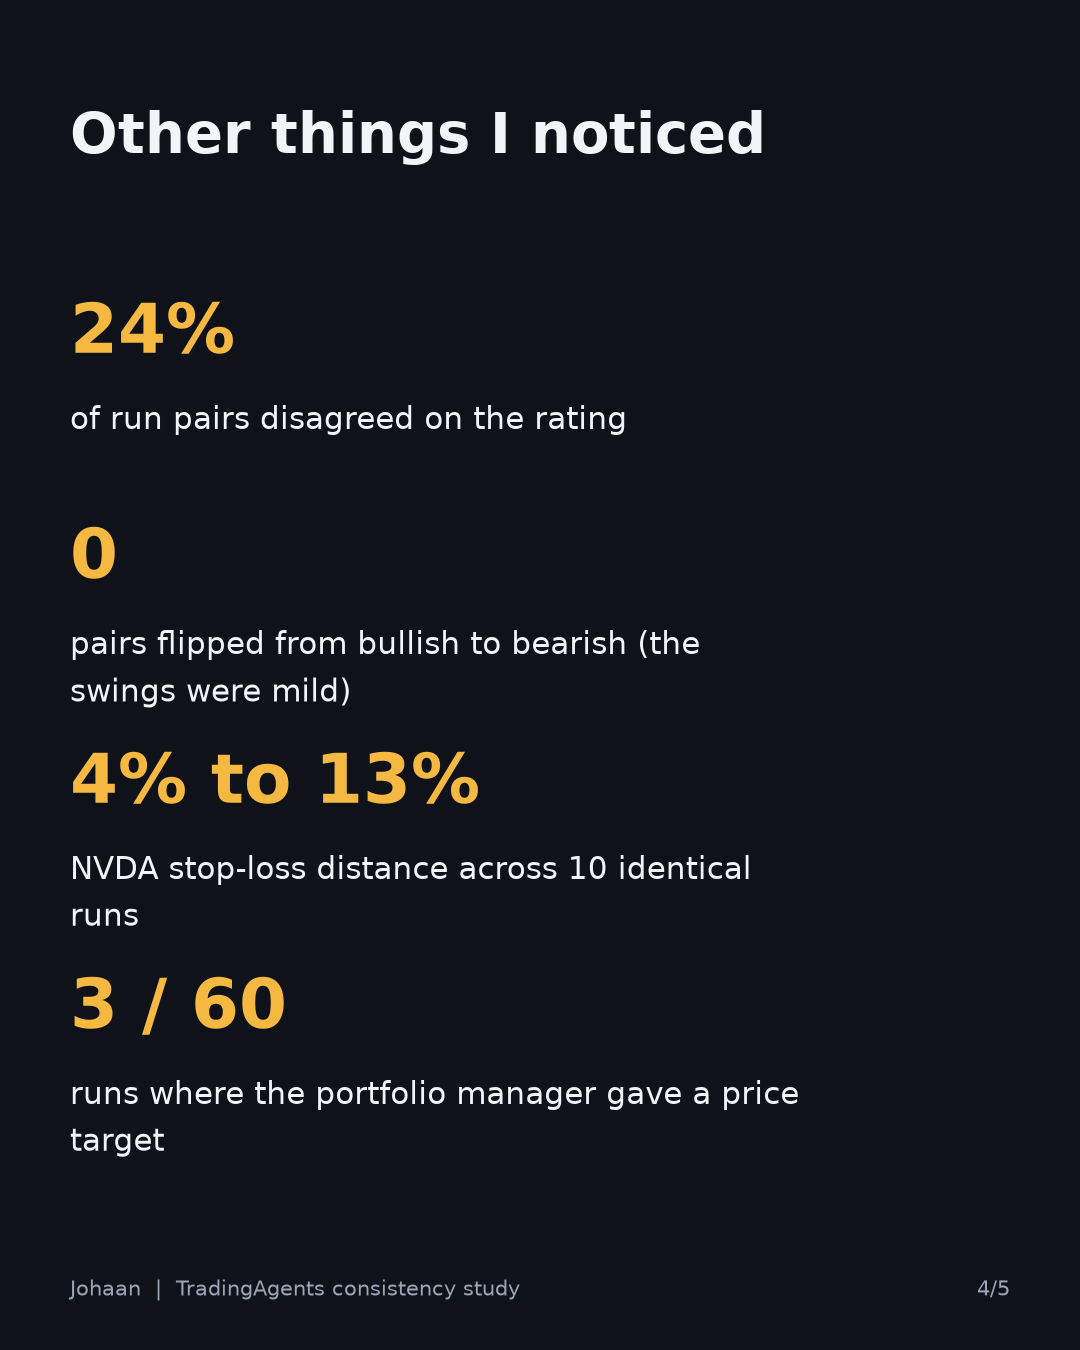 Other things I noticed
24%
of run pairs disagreed on the rating
0
pairs flipped from bullish to bearish (the
swings were mild)
4% to 13%
NVDA stop-loss distance across 10 identical
runs
3 / 60
runs where the portfolio manager gave a price
target
Johaan | TradingAgents consistency study
4/5